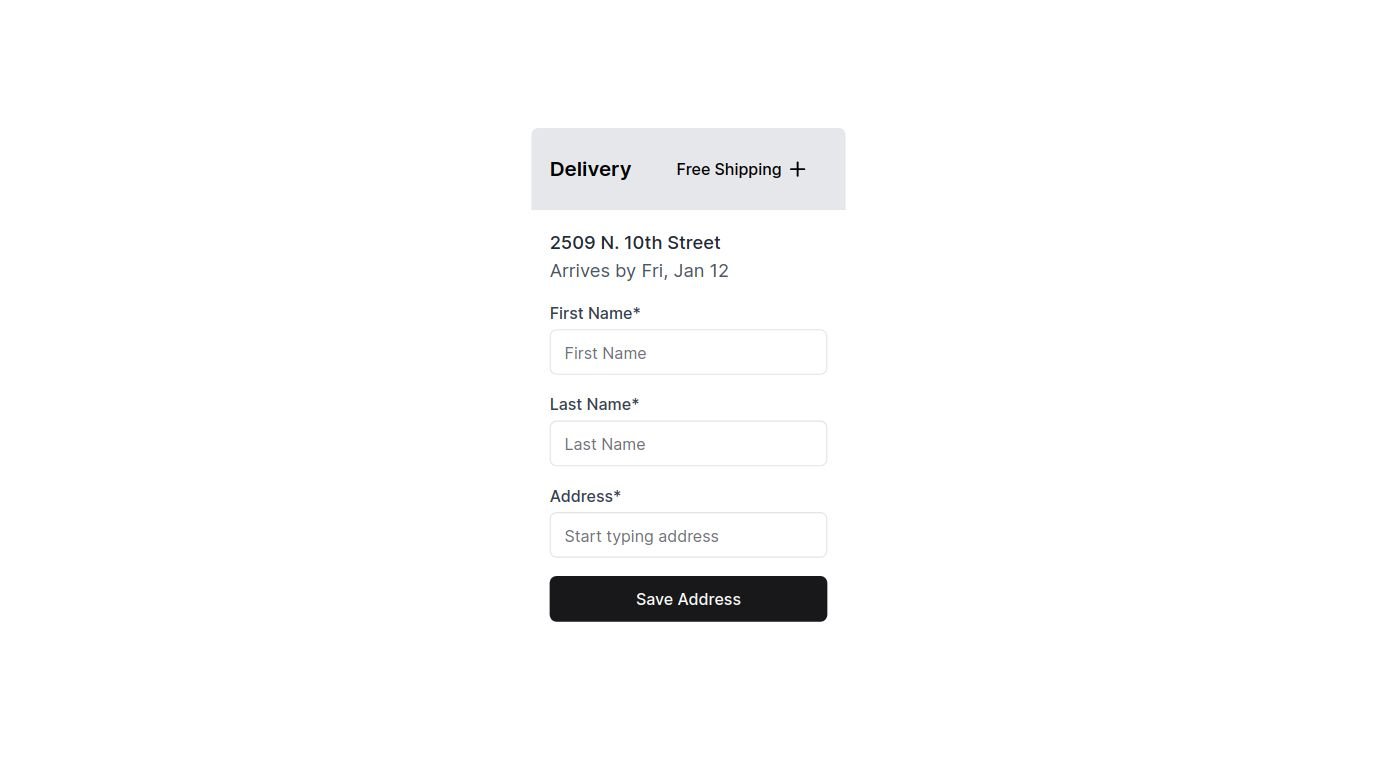 Delivery Free Shipping
2509 N. 10th Street
Arrives by Fri, Jan 12
First Name*
First Name
Last Name*
Last Name
Address*
Start typing address
Save Address